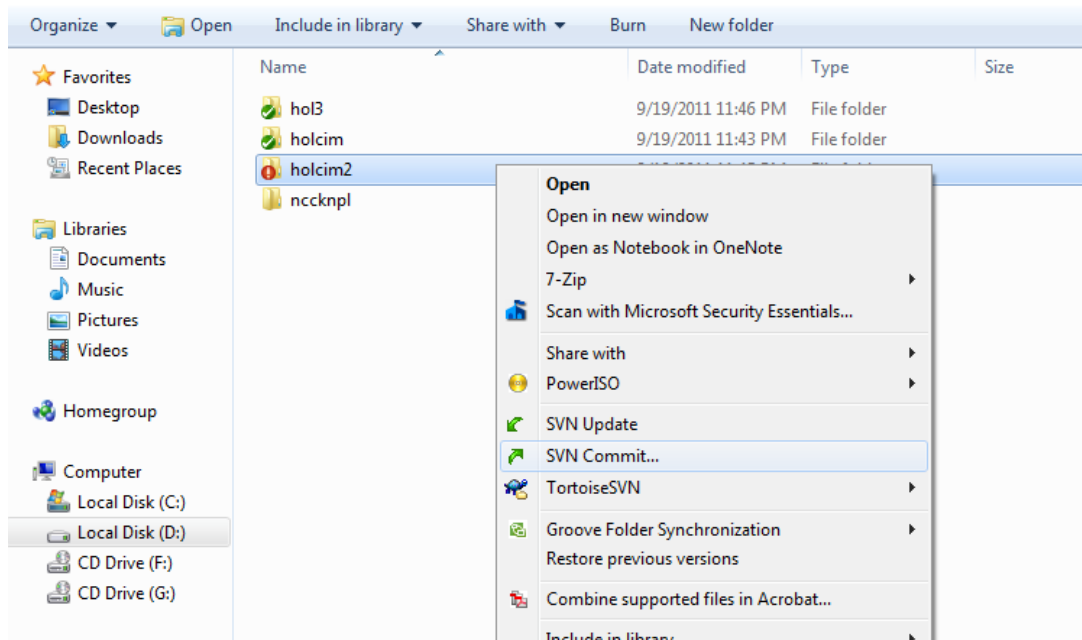 Organize Open Include in library Share with Burn New folder
Favorites
Desktop
Downloads
Recent Places
Libraries
Documents
Music
Pictures
Videos
Homegroup
Computer
Local Disk (C:)
Local Disk (D:)
CD Drive (F:)
CD Drive (G:)
Name Date modified Type Size
hol3 9/19/2011 11:46 PM File folder
holcim 9/19/2011 11:43 PM File folder
holcim2
nccknpl
Open
Open in new window
Open as Notebook in OneNote
7-Zip
Scan with Microsoft Security Essentials...
Share with
PowerISO
SVN Update
SVN Commit...
TortoiseSVN
Groove Folder Synchronization
Restore previous versions
Combine supported files in Acrobat...
Include in library